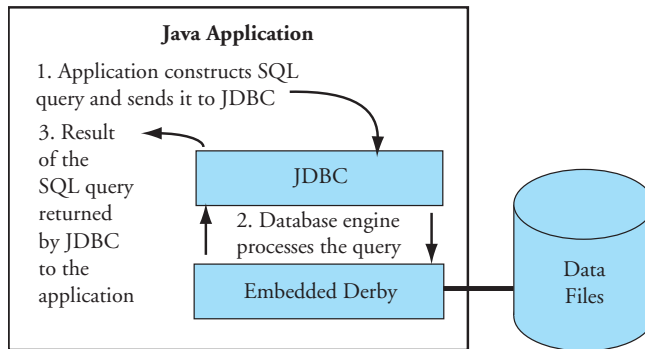 Java Application
1. Application constructs SQL
query and sends it to JDBC
3. Result
of the
SQL query
returned
by JDBC
to the
application
JDBC
2. Database engine
processes the query
Embedded Derby
Data
Files